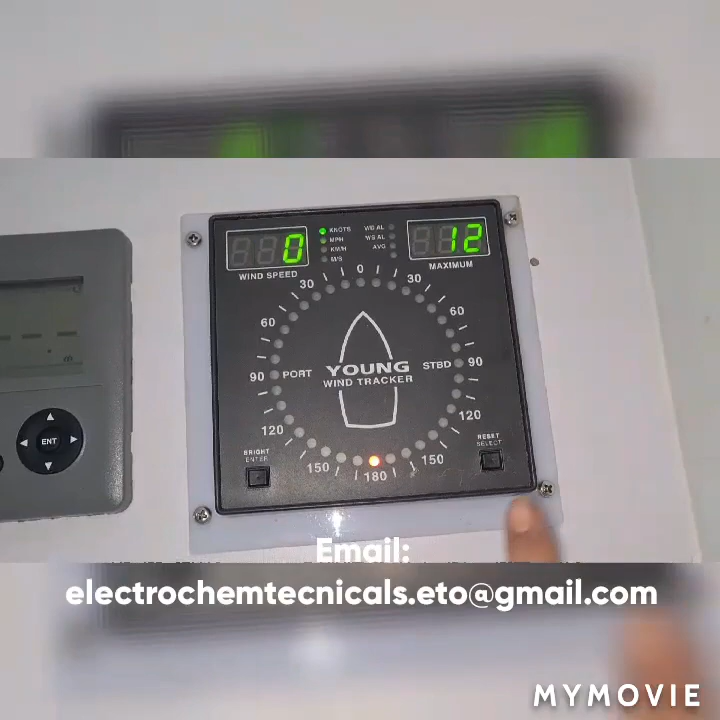 0
12
KNOTS
MPH
KM/H
M/S
WD AL
WS AL
AVG
WIND SPEED
MAXIMUM
0
30
30
60
60
90
PORT
YOUNG
STBD
90
WIND TRACKER
120
120
150
150
180
BRIGHT
ENTER
RESET
SELECT
ENT
m
Email:
electrochemtecnicals.eto@gmail.com
MYMOVIE